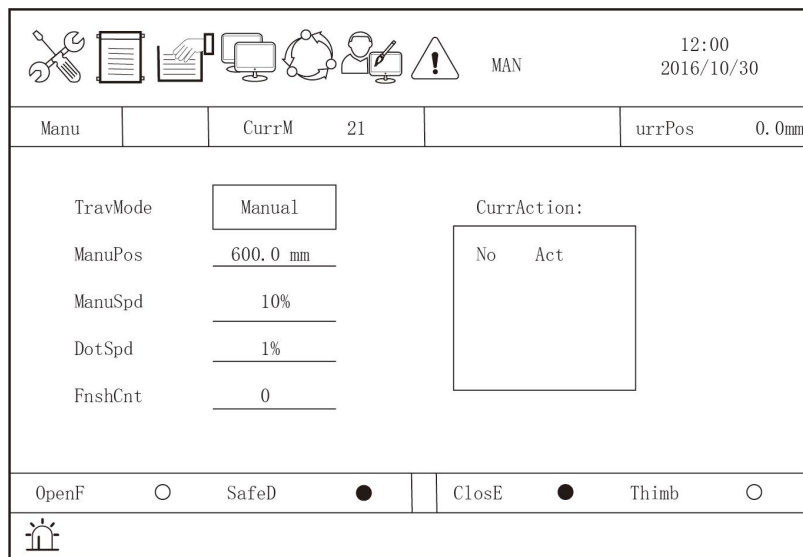 MAN 12:00
2016/10/30
Manu CurrM 21 urrPos 0.0mm
TravMode Manual CurrAction:
ManuPos 600.0 mm No Act
ManuSpd 10%
DotSpd 1%
FnshCnt 0
OpenF SafeD ClosE Thimb